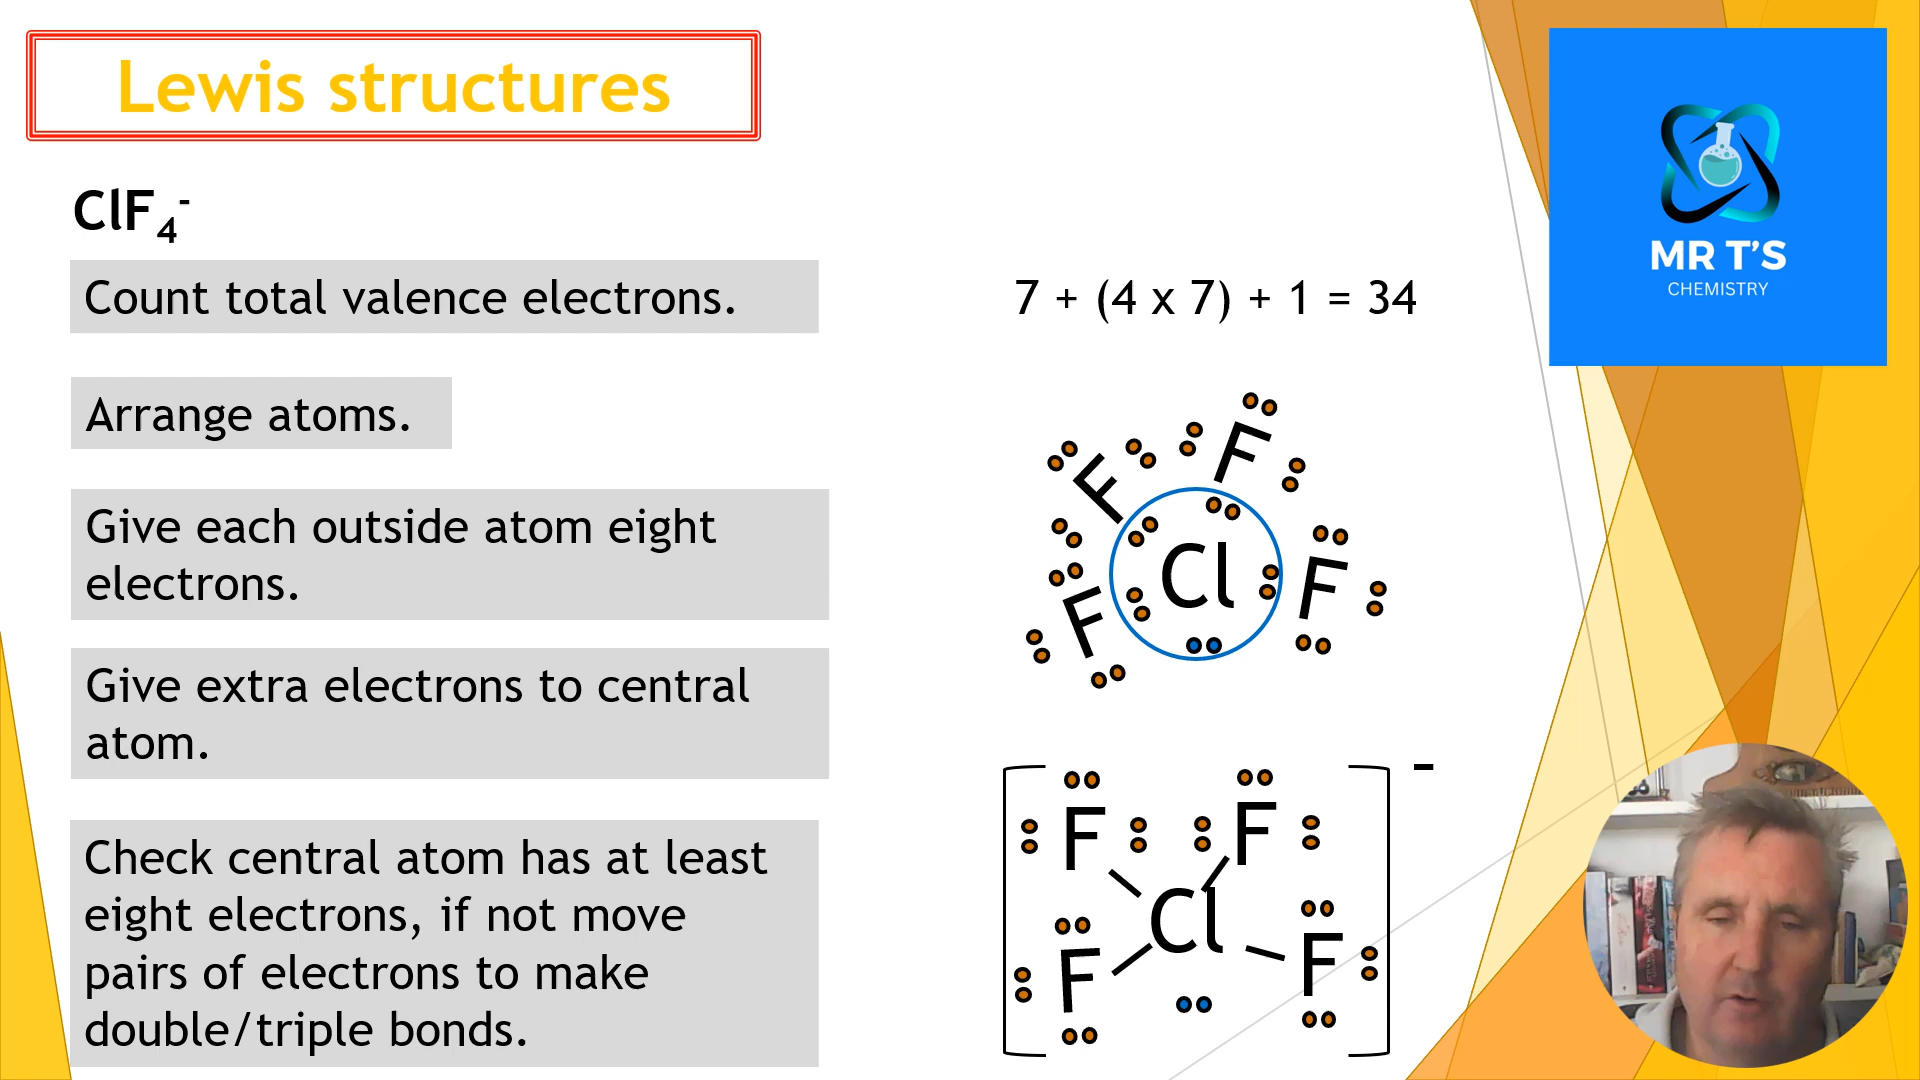 Lewis structures
ClF₄⁻
Count total valence electrons.
7 + (4 x 7) + 1 = 34
Arrange atoms.
Give each outside atom eight
electrons.
Give extra electrons to central
atom.
Check central atom has at least
eight electrons, if not move
pairs of electrons to make
double/triple bonds.
F
F
Cl
F
F
F
F
Cl
F
F
-
MR T'S
CHEMISTRY